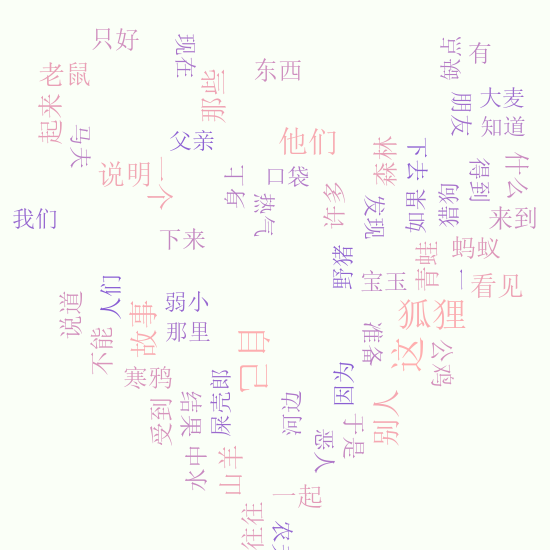 只好
现在
有
缺点
东西
老鼠
那些
起来
朋友
大麦
知道
马夫
父亲
他们
说明
一个
身上
口袋
森林
下去
得到
什么
热气
许多
发现
如果
猎狗
来到
我们
下来
野猪
宝玉
青蛙
蚂蚁
一
看见
说道
人们
不能
故事
弱小
那里
自己
狐狸
准备
这
公鸡
寒鸦
受到
结果
屎壳郎
河边
因为
别人
于是
恶人
水中
山羊
一起
往往